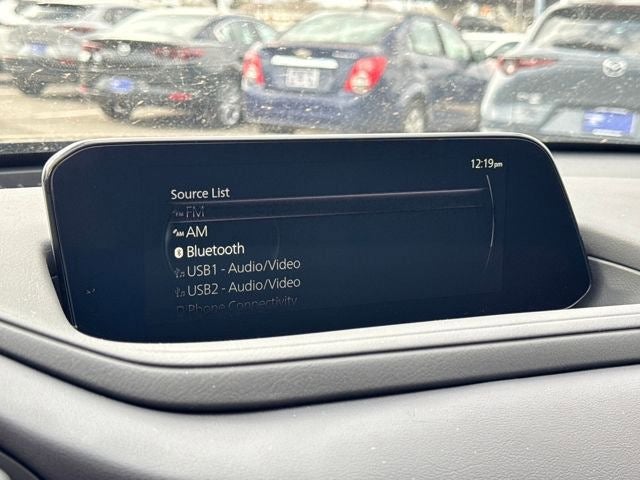 12:19pm
Source List
FM
AM
Bluetooth
USB1 - Audio/Video
USB2 - Audio/Video
Phone Connectivity